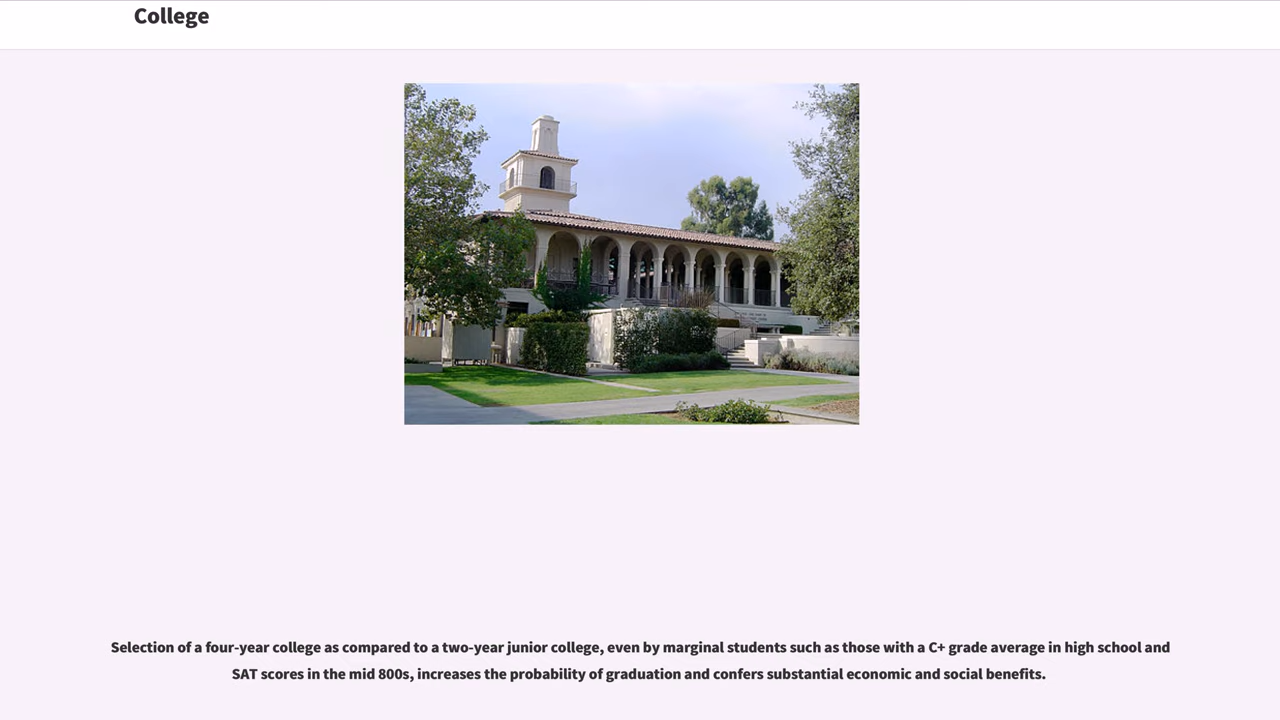 College
Selection of a four-year college as compared to a two-year junior college, even by marginal students such as those with a C+ grade average in high school and
SAT scores in the mid 800s, increases the probability of graduation and confers substantial economic and social benefits.